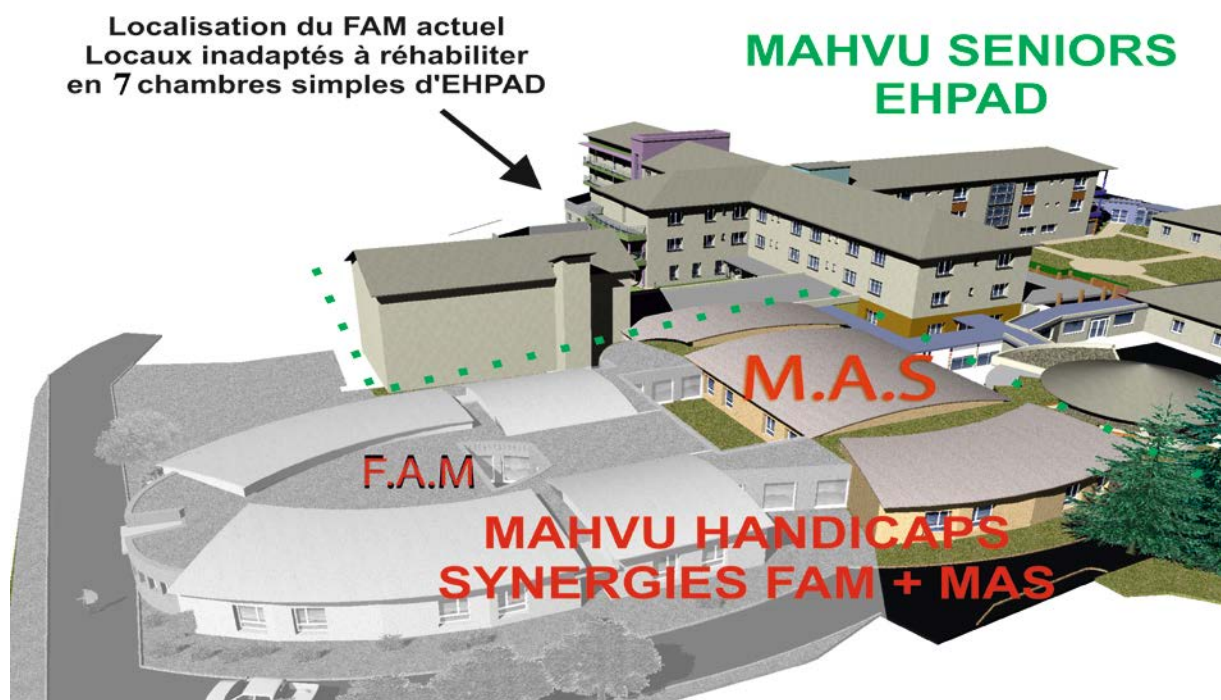 Localisation du FAM actuel
Locaux inadaptés à réhabiliter
en 7 chambres simples d'EHPAD
MAHVU SENIORS
EHPAD
M.A.S
F.A.M
MAHVU HANDICAPS
SYNERGIES FAM + MAS